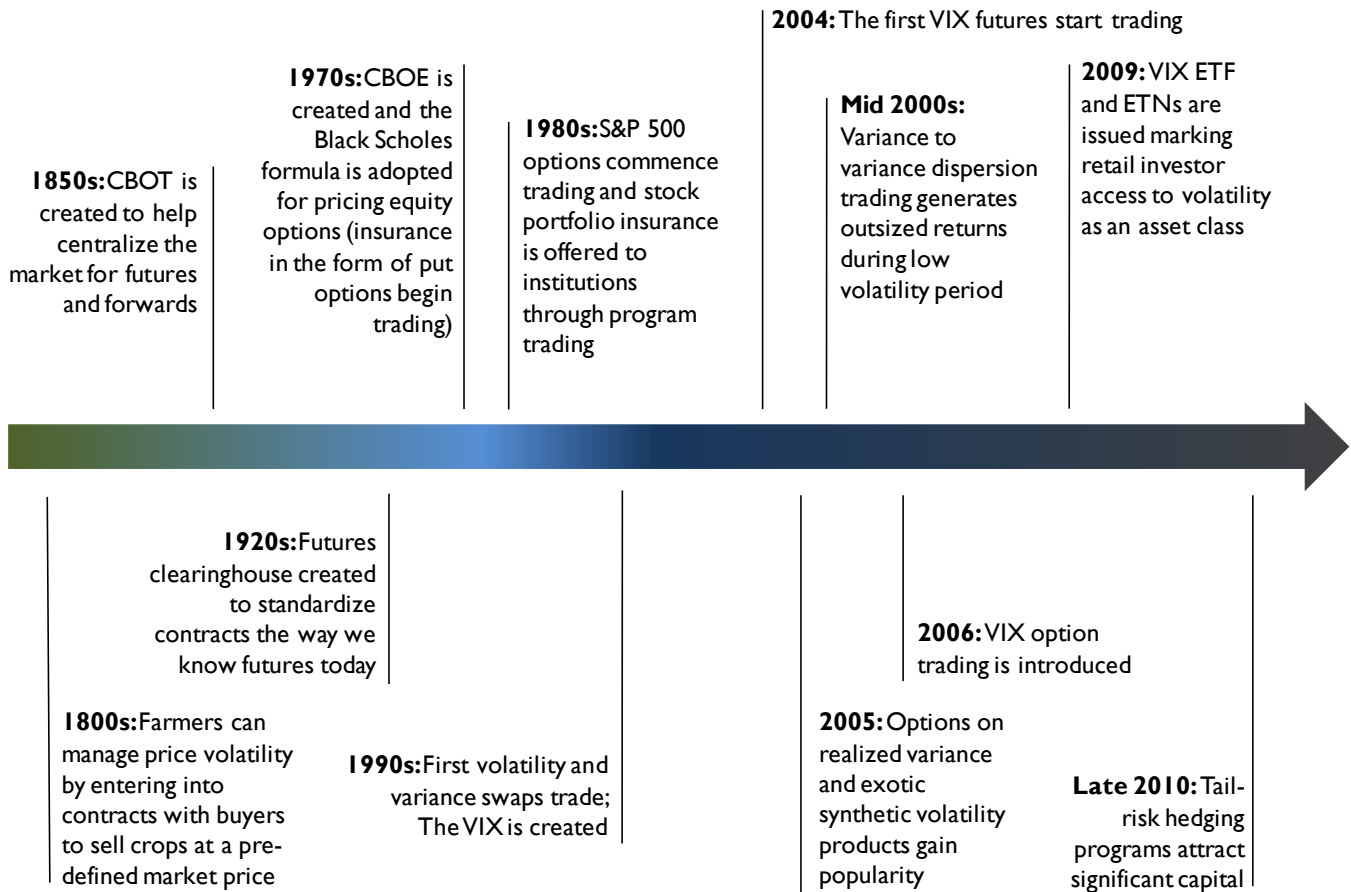 2004: The first VIX futures start trading
1970s: CBOE is
created and the
Black Scholes
formula is adopted
for pricing equity
options (insurance
in the form of put
options begin
trading)
2009: VIX ETF
and ETNs are
issued marking
retail investor
access to volatility
as an asset class
Mid 2000s:
Variance to
variance dispersion
trading generates
outsized returns
during low
volatility period
1980s: S&P 500
options commence
trading and stock
portfolio insurance
is offered to
institutions
through program
trading
1850s: CBOT is
created to help
centralize the
market for futures
and forwards
1920s: Futures
clearinghouse created
to standardize
contracts the way we
know futures today
2006: VIX option
trading is introduced
1800s: Farmers can
manage price volatility
by entering into
contracts with buyers
to sell crops at a pre-
defined market price
1990s: First volatility and
variance swaps trade;
The VIX is created
2005: Options on
realized variance
and exotic
synthetic volatility
products gain
popularity
Late 2010: Tail-
risk hedging
programs attract
significant capital